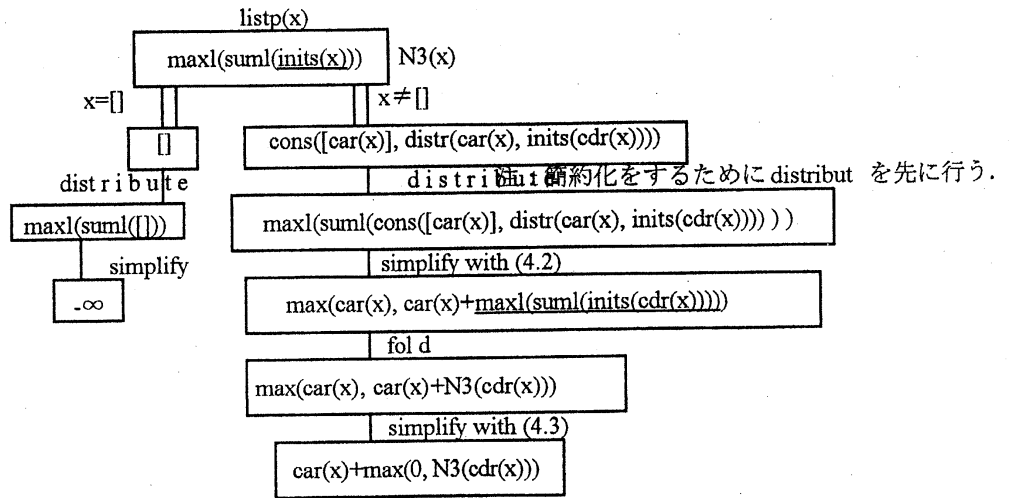 listp(x)
maxl(suml(inits(x))) N3(x)
x=[] x≠[]
[] cons([car(x)], distr(car(x), inits(cdr(x))))
distribute distribute 簡約化をするために distribut を先に行う.
maxl(suml([])) maxl(suml(cons([car(x)], distr(car(x), inits(cdr(x)))) ) )
simplify simplify with (4.2)
-∞ max(car(x), car(x)+maxl(suml(inits(cdr(x)))))
fol d
max(car(x), car(x)+N3(cdr(x)))
simplify with (4.3)
car(x)+max(0, N3(cdr(x)))